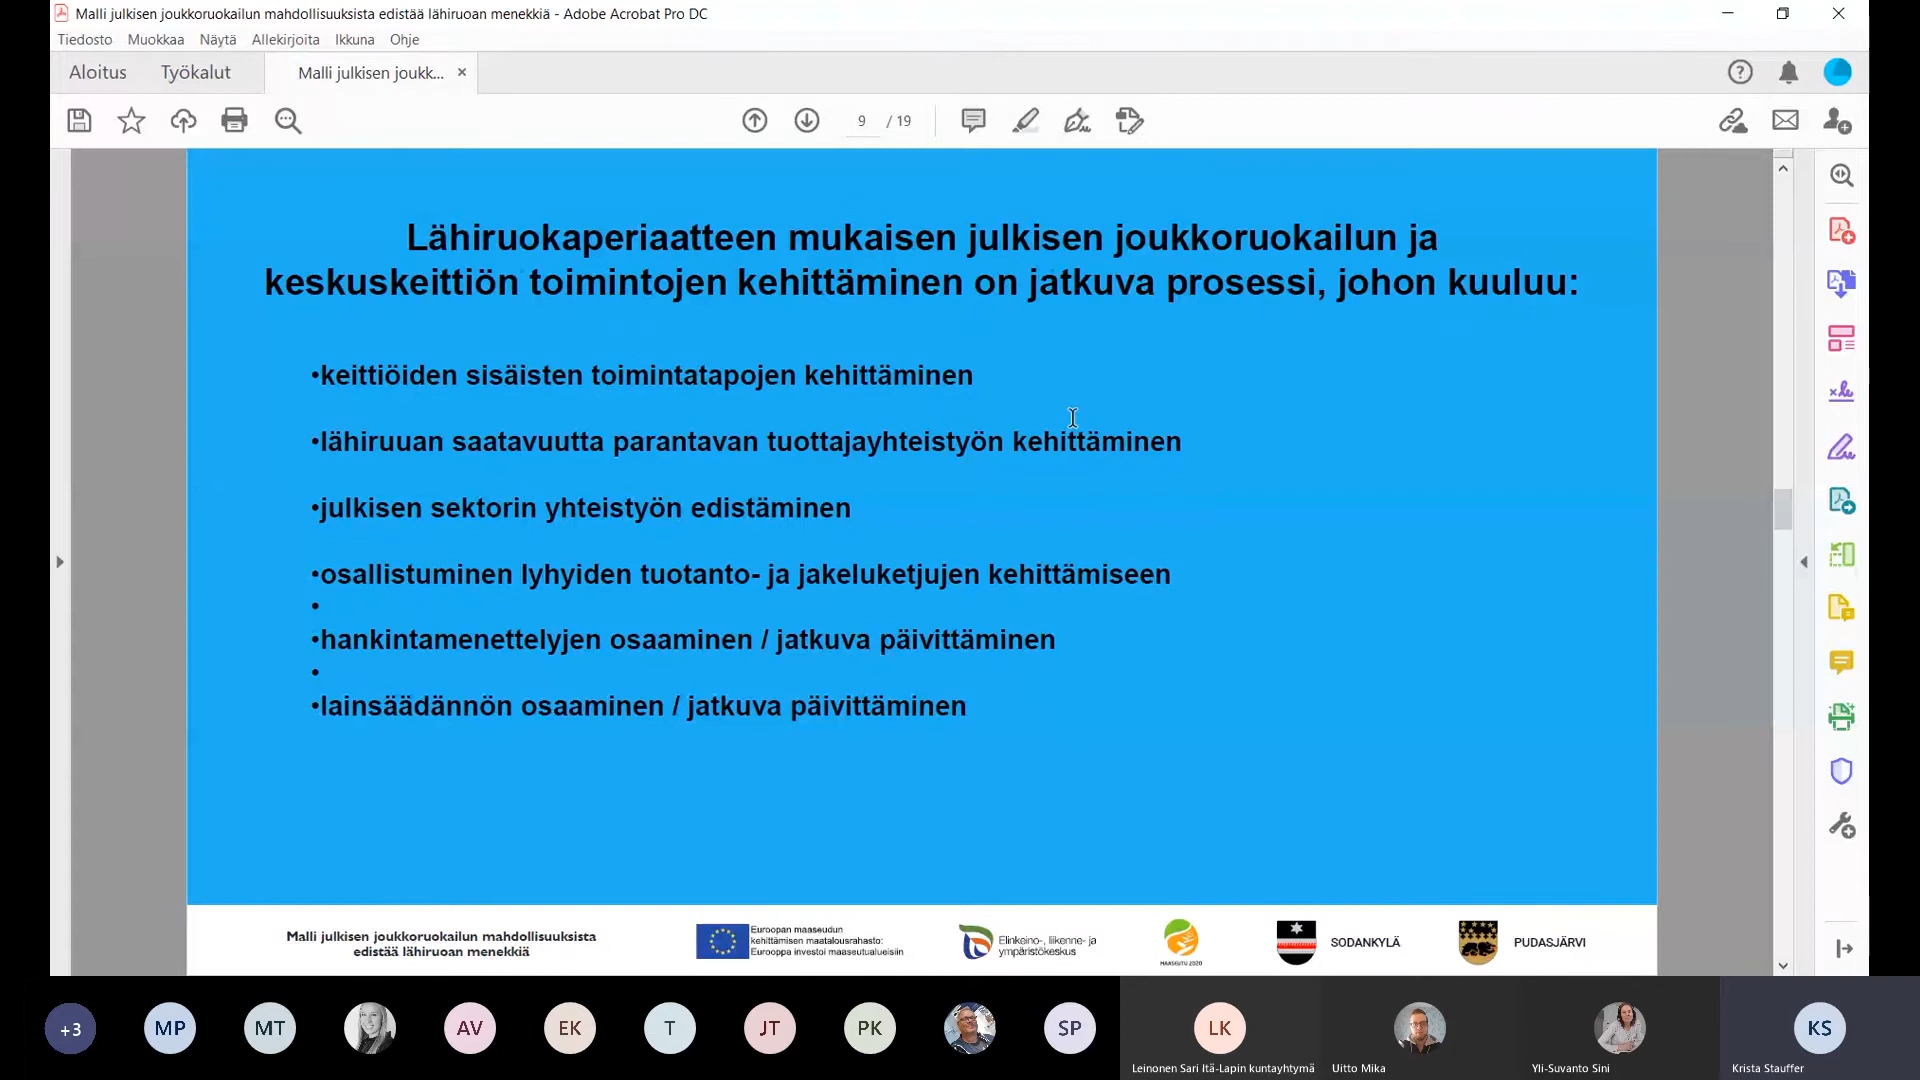 Malli julkisen joukkoruokailun mahdollisuuksista edistää lähiruoan menekkiä - Adobe Acrobat Pro DC
Tiedosto Muokkaa Näytä Allekirjoita Ikkuna Ohje
Aloitus Työkalut Malli julkisen joukk... ×
9 / 19
Lähiruokaperiaatteen mukaisen julkisen joukkoruokailun ja
keskuskeittiön toimintojen kehittäminen on jatkuva prosessi, johon kuuluu:
•keittiöiden sisäisten toimintatapojen kehittäminen
•lähiruuan saatavuutta parantavan tuottajayhteistyön kehittäminen
•julkisen sektorin yhteistyön edistäminen
•osallistuminen lyhyiden tuotanto- ja jakeluketjujen kehittämiseen
•
•hankintamenettelyjen osaaminen / jatkuva päivittäminen
•
•lainsäädännön osaaminen / jatkuva päivittäminen
Malli julkisen joukkoruokailun mahdollisuuksista
edistää lähiruoan menekkiä
Euroopan maaseudun
kehittämisen maatalousrahasto:
Eurooppa investoi maaseutualueisiin
Elinkeino-, liikenne- ja
ympäristökeskus
MAASEUTU 2020
SODANKYLÄ
PUDASJÄRVI
+3 MP MT AV EK T JT PK SP LK KS
Leinonen Sari Itä-Lapin kuntayhtymä Uitto Mika Yli-Suvanto Sini Krista Stauffer